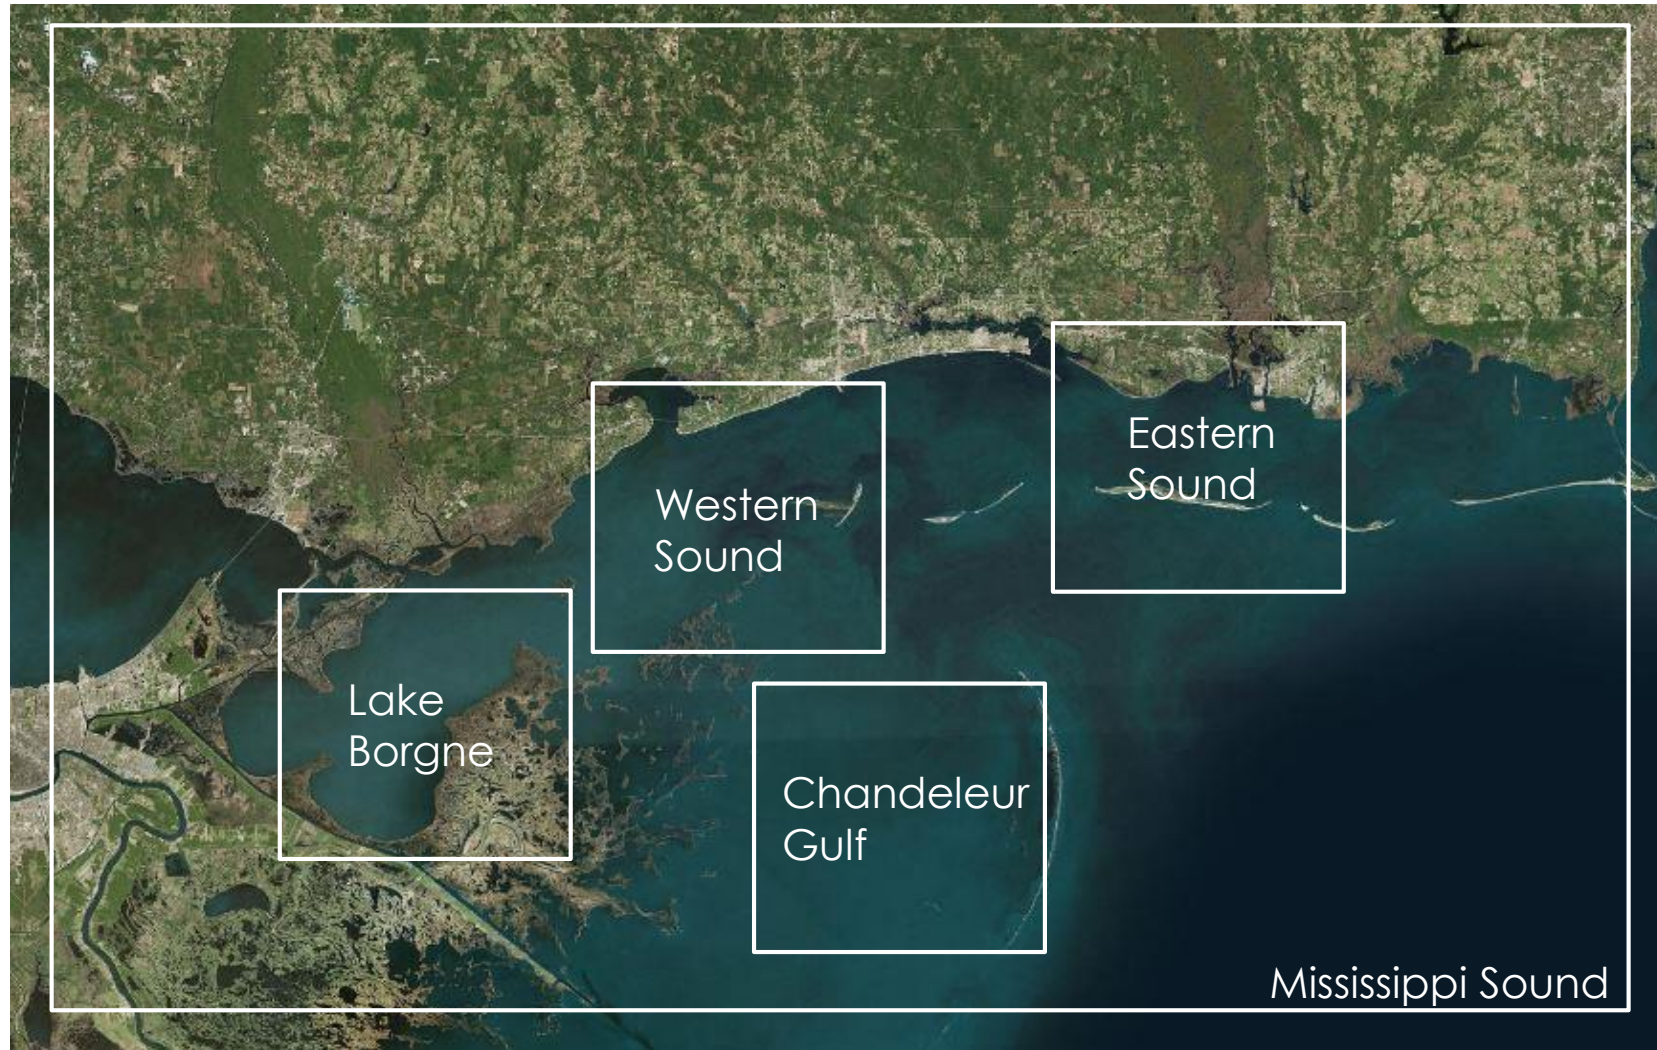 Eastern
Sound
Western
Sound
Lake
Borgne
Chandeleur
Gulf
Mississippi Sound